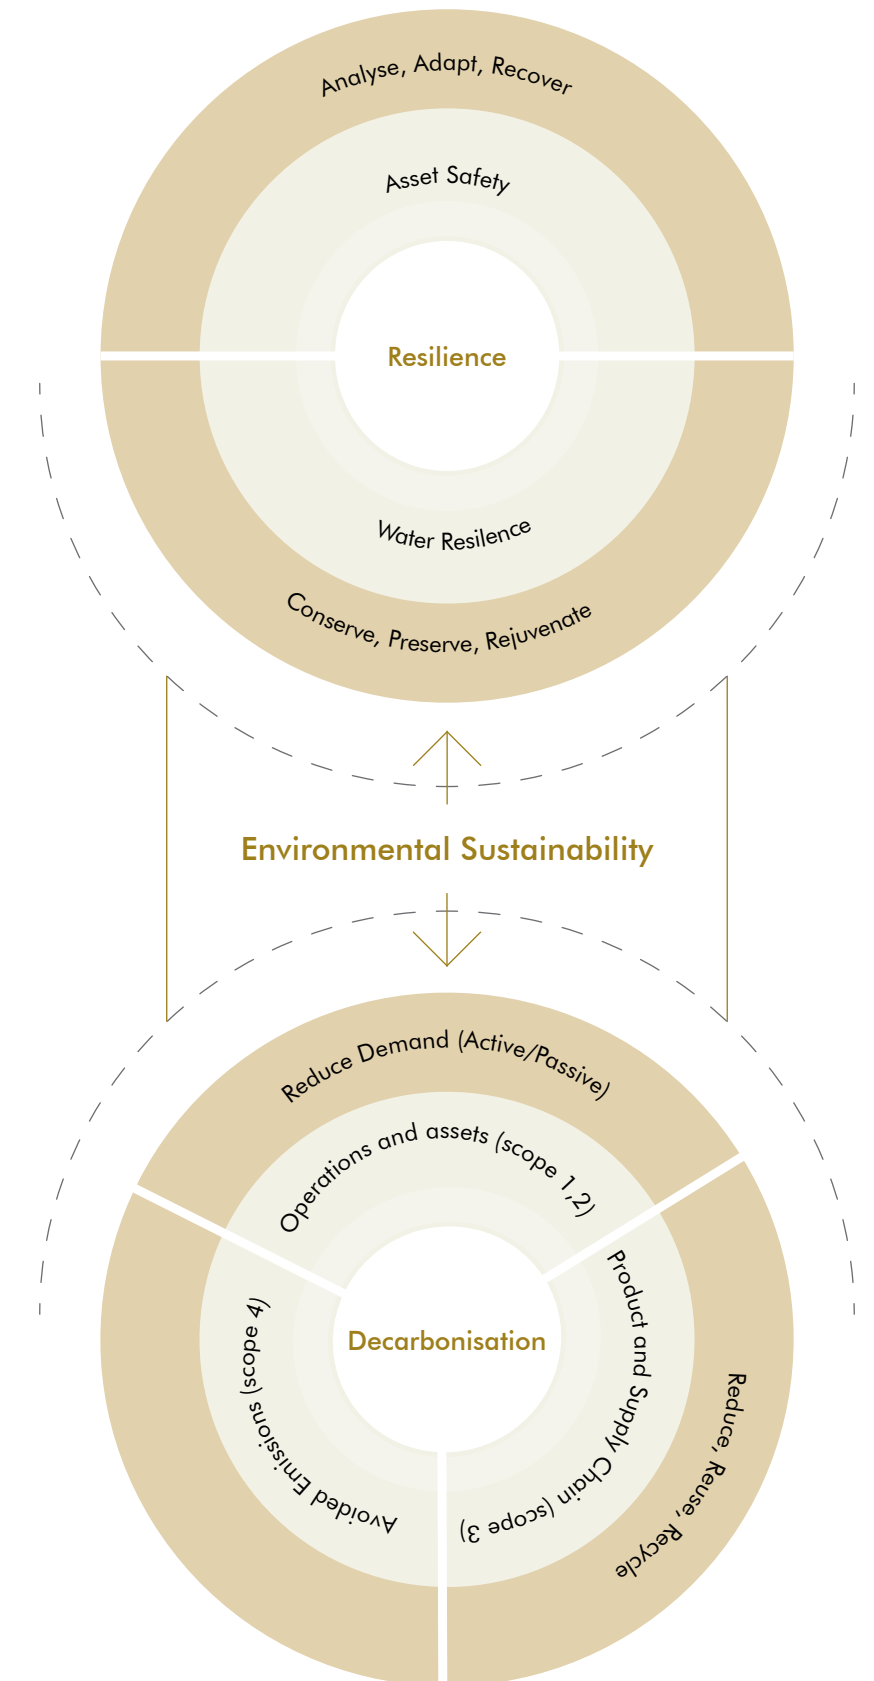 Analyse, Adapt, Recover
Asset Safety
Resilience
Water Resilence
Conserve, Preserve, Rejuvenate
Environmental Sustainability
Reduce Demand (Active/Passive)
Operations and assets (scope 1,2)
Product and Supply Chain (scope 3)
Reduce, Reuse, Recycle
Avoided Emissions (scope 4)
Decarbonisation